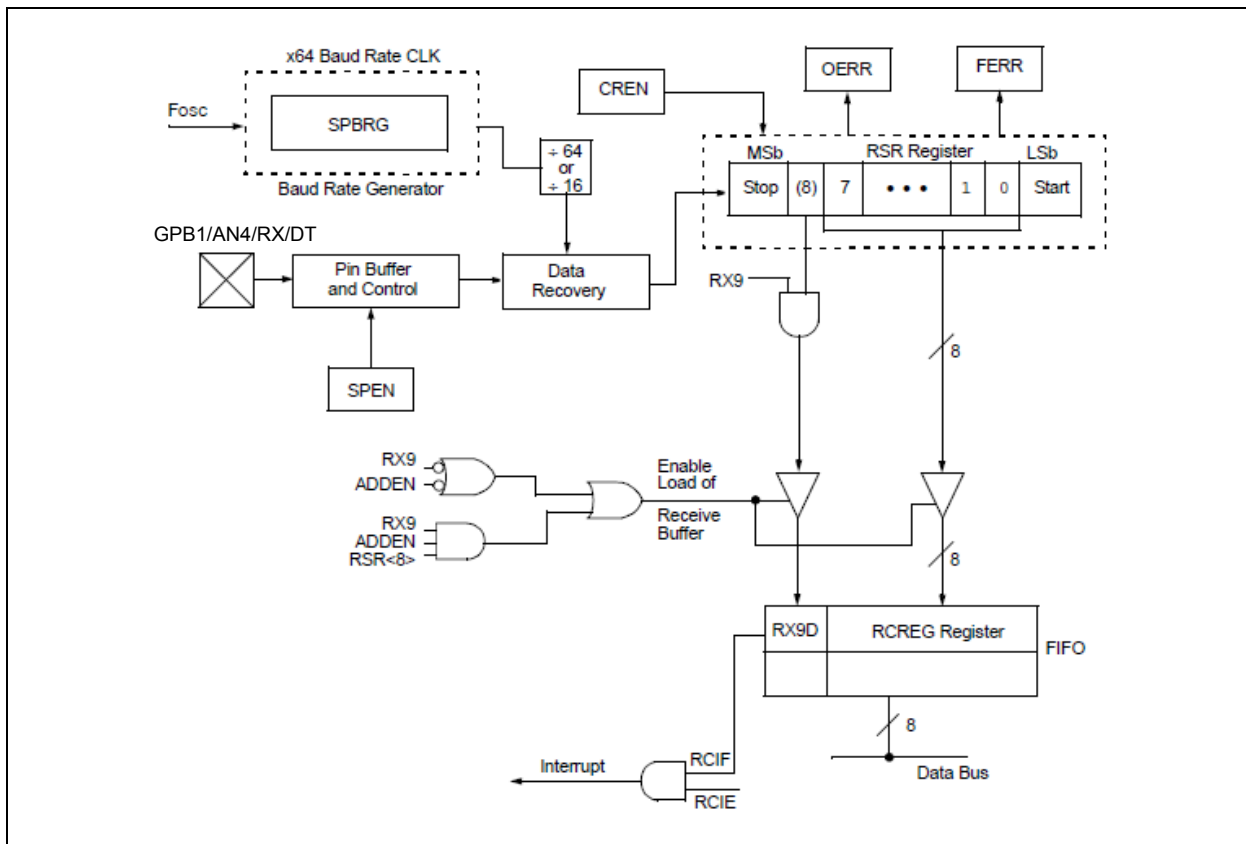 x64 Baud Rate CLK
Fosc
SPBRG
Baud Rate Generator
÷ 64
or
÷ 16
CREN
OERR
FERR
MSb
RSR Register
LSb
Stop
(8)
7
• • •
1
0
Start
GPB1/AN4/RX/DT
Pin Buffer
and Control
Data
Recovery
SPEN
RX9
8
RX9
ADDEN
RX9
ADDEN
RSR<8>
Enable
Load of
Receive
Buffer
8
RX9D
RCREG Register
FIFO
8
Data Bus
Interrupt
RCIF
RCIE